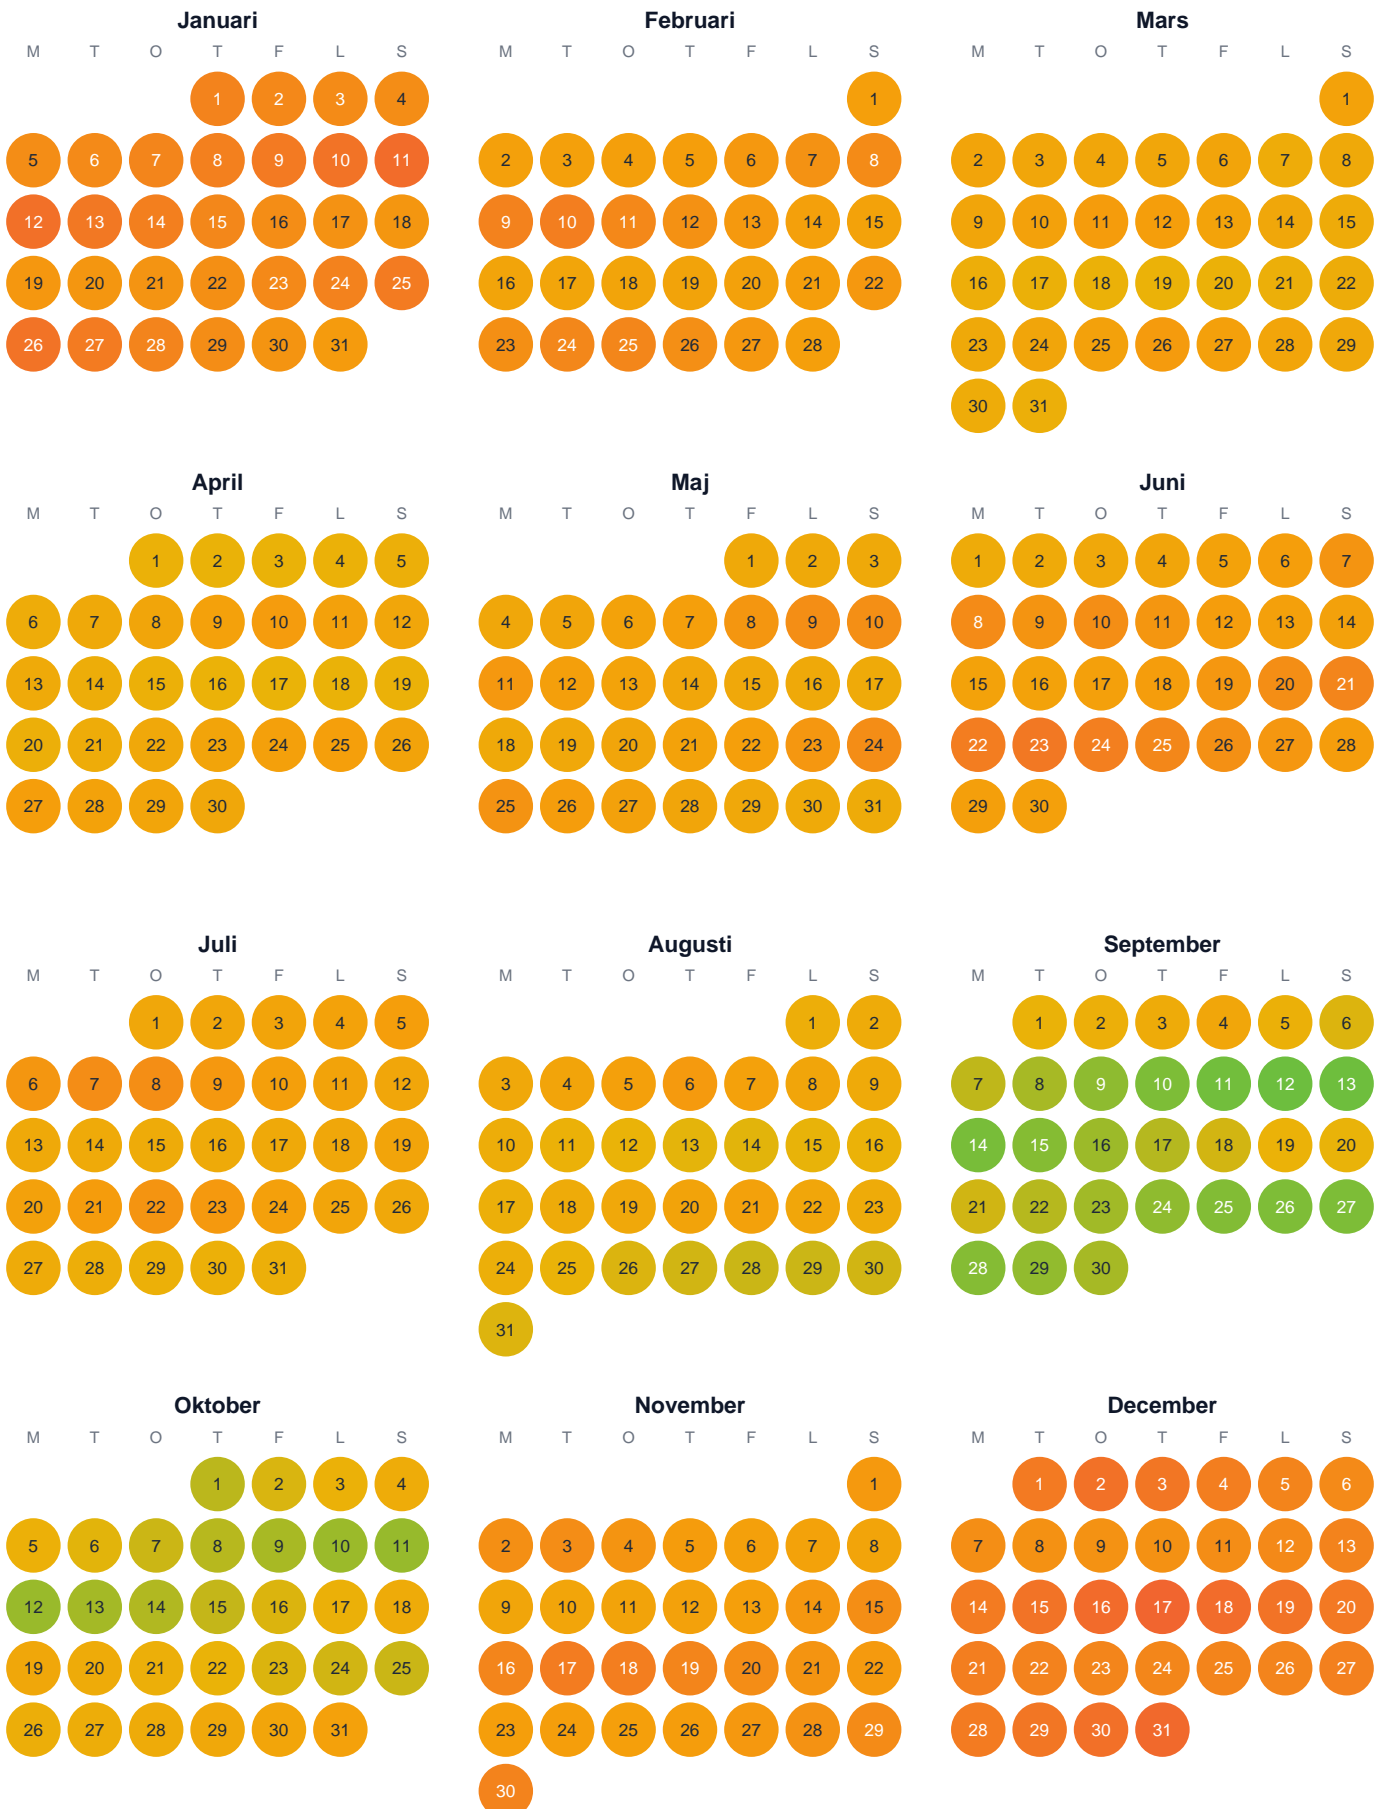 Januari Februari Mars
M T O T F L S M T O T F L S M T O T F L S
1 2 3 4 1 1
5 6 7 8 9 10 11 2 3 4 5 6 7 8 2 3 4 5 6 7 8
12 13 14 15 16 17 18 9 10 11 12 13 14 15 9 10 11 12 13 14 15
19 20 21 22 23 24 25 16 17 18 19 20 21 22 16 17 18 19 20 21 22
26 27 28 29 30 31 23 24 25 26 27 28 23 24 25 26 27 28 29
30 31
April Maj Juni
M T O T F L S M T O T F L S M T O T F L S
1 2 3 4 5 1 2 3 1 2 3 4 5 6 7
6 7 8 9 10 11 12 4 5 6 7 8 9 10 8 9 10 11 12 13 14
13 14 15 16 17 18 19 11 12 13 14 15 16 17 15 16 17 18 19 20 21
20 21 22 23 24 25 26 18 19 20 21 22 23 24 22 23 24 25 26 27 28
27 28 29 30 25 26 27 28 29 30 31 29 30
Juli Augusti September
M T O T F L S M T O T F L S M T O T F L S
1 2 3 4 5 1 2 1 2 3 4 5 6
6 7 8 9 10 11 12 3 4 5 6 7 8 9 7 8 9 10 11 12 13
13 14 15 16 17 18 19 10 11 12 13 14 15 16 14 15 16 17 18 19 20
20 21 22 23 24 25 26 17 18 19 20 21 22 23 21 22 23 24 25 26 27
27 28 29 30 31 24 25 26 27 28 29 30 28 29 30
31
Oktober November December
M T O T F L S M T O T F L S M T O T F L S
1 2 3 4 1 1 2 3 4 5 6
5 6 7 8 9 10 11 2 3 4 5 6 7 8 7 8 9 10 11 12 13
12 13 14 15 16 17 18 9 10 11 12 13 14 15 14 15 16 17 18 19 20
19 20 21 22 23 24 25 16 17 18 19 20 21 22 21 22 23 24 25 26 27
26 27 28 29 30 31 23 24 25 26 27 28 29 28 29 30 31
30